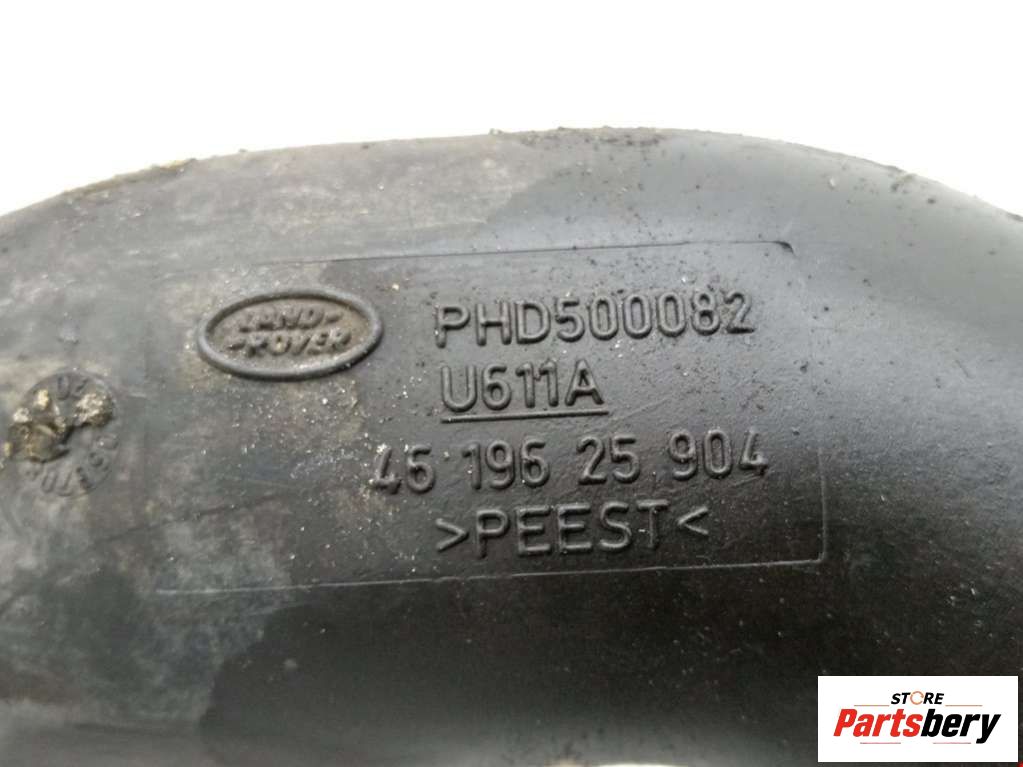 LAND-
-ROVER
PHD500082
U611A
46 196 25 904
>PEEST<
STORE
Partsbery